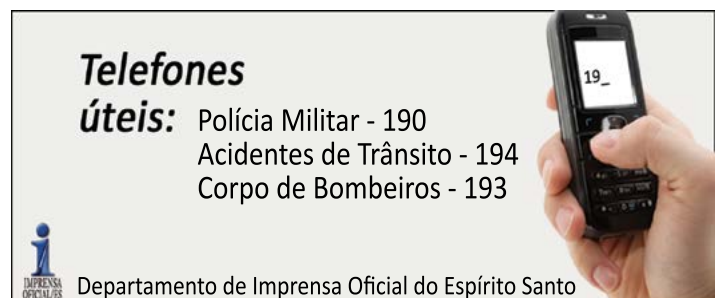 Telefones
úteis: Polícia Militar - 190
Acidentes de Trânsito - 194
Corpo de Bombeiros - 193
19_
IMPRENSA
OFICIAL/ES
Departamento de Imprensa Oficial do Espírito Santo